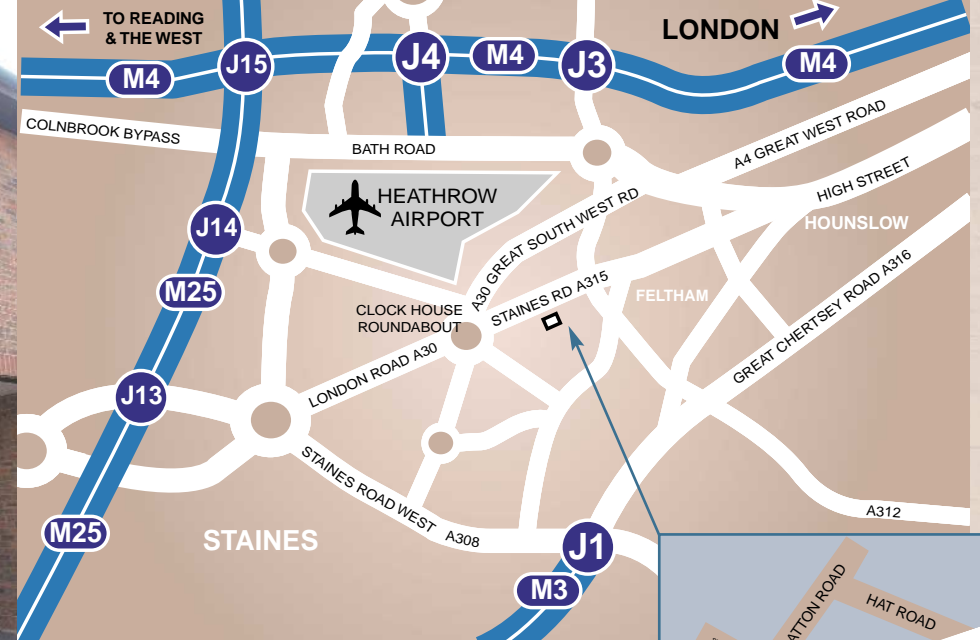 TO READING
& THE WEST
LONDON
M4
J15
J4
M4
J3
M4
COLNBROOK BYPASS
BATH ROAD
A4 GREAT WEST ROAD
HEATHROW
AIRPORT
A30 GREAT SOUTH WEST RD
HIGH STREET
HOUNSLOW
J14
M25
STAINES RD A315
FELTHAM
GREAT CHERTSEY ROAD A316
CLOCK HOUSE
ROUNDABOUT
LONDON ROAD A30
J13
STAINES ROAD WEST
A308
A312
M25
STAINES
J1
M3
HAT ROAD